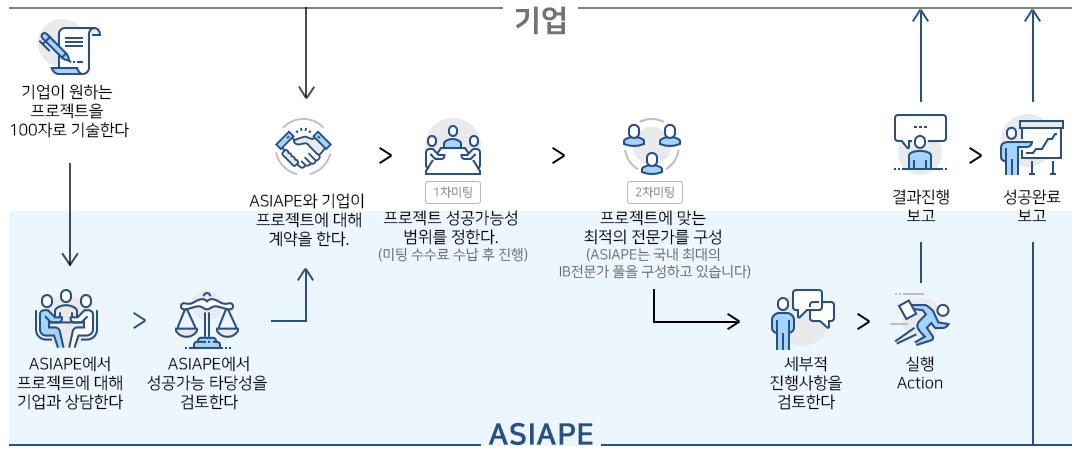 기업
기업이 원하는
프로젝트을
100자로 기술한다
ASIAPE와 기업이
프로젝트에 대해
계약을 한다.
1차미팅
프로젝트 성공가능성
범위를 정한다.
(미팅 수수료 수납 후 진행)
2차미팅
프로젝트에 맞는
최적의 전문가를 구성
(ASIAPE는 국내 최대의
IB전문가 풀을 구성하고 있습니다)
결과진행
보고
성공완료
보고
ASIAPE에서
프로젝트에 대해
기업과 상담한다
ASIAPE에서
성공가능 타당성을
검토한다
세부적
진행사항을
검토한다
실행
Action
ASIAPE